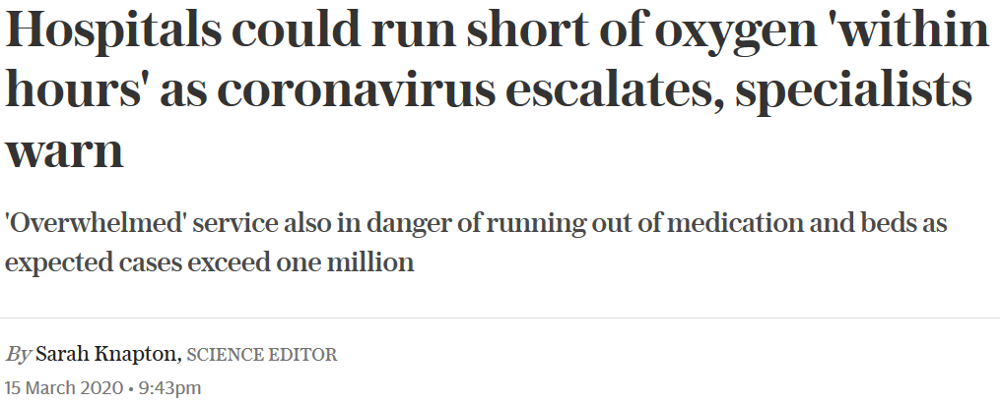 Hospitals could run short of oxygen 'within
hours' as coronavirus escalates, specialists
warn
'Overwhelmed' service also in danger of running out of medication and beds as
expected cases exceed one million
By Sarah Knapton, SCIENCE EDITOR
15 March 2020 • 9:43pm